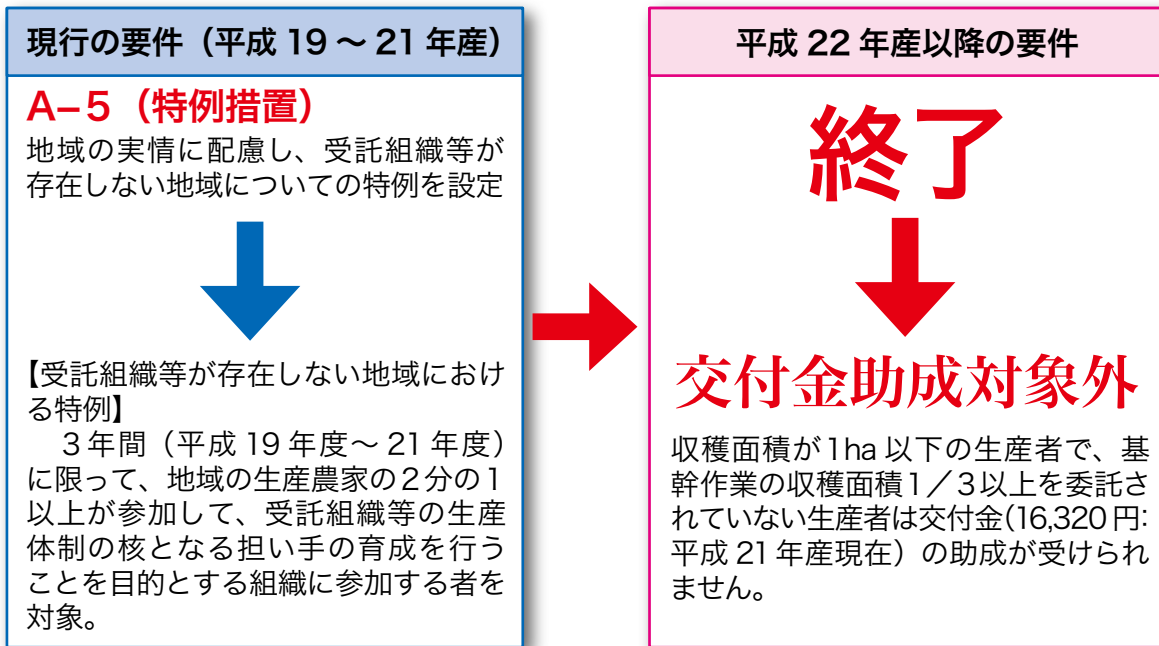 現行の要件（平成 19 ～ 21 年産）
A−５（特例措置）
地域の実情に配慮し、受託組織等が
存在しない地域についての特例を設定
【受託組織等が存在しない地域におけ
る特例】
３年間（平成 19 年度～ 21 年度）
に限って、地域の生産農家の２分の１
以上が参加して、受託組織等の生産
体制の核となる担い手の育成を行う
ことを目的とする組織に参加する者を
対象。
平成 22 年産以降の要件
終了
交付金助成対象外
収穫面積が１ha 以下の生産者で、基
幹作業の収穫面積１／３以上を委託さ
れていない生産者は交付金（16,320 円：
平成 21 年産現在）の助成が受けられ
ません。